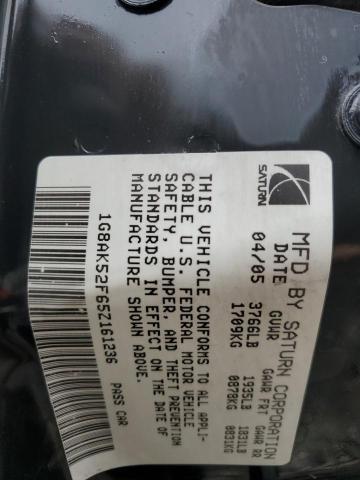 SATURN
MFD BY SATURN CORPORATION
DATE GVWR GAWR FRT GAWR RR
04/05 3766LB 1935LB 1831LB
1709KG 0878KG 0831KG
THIS VEHICLE CONFORMS TO ALL APPLI-
CABLE U.S. FEDERAL MOTOR VEHICLE
SAFETY, BUMPER, AND THEFT PREVENTION
STANDARDS IN EFFECT ON THE DATE OF
MANUFACTURE SHOWN ABOVE.
1G8AK52F65Z161236 PASS CAR